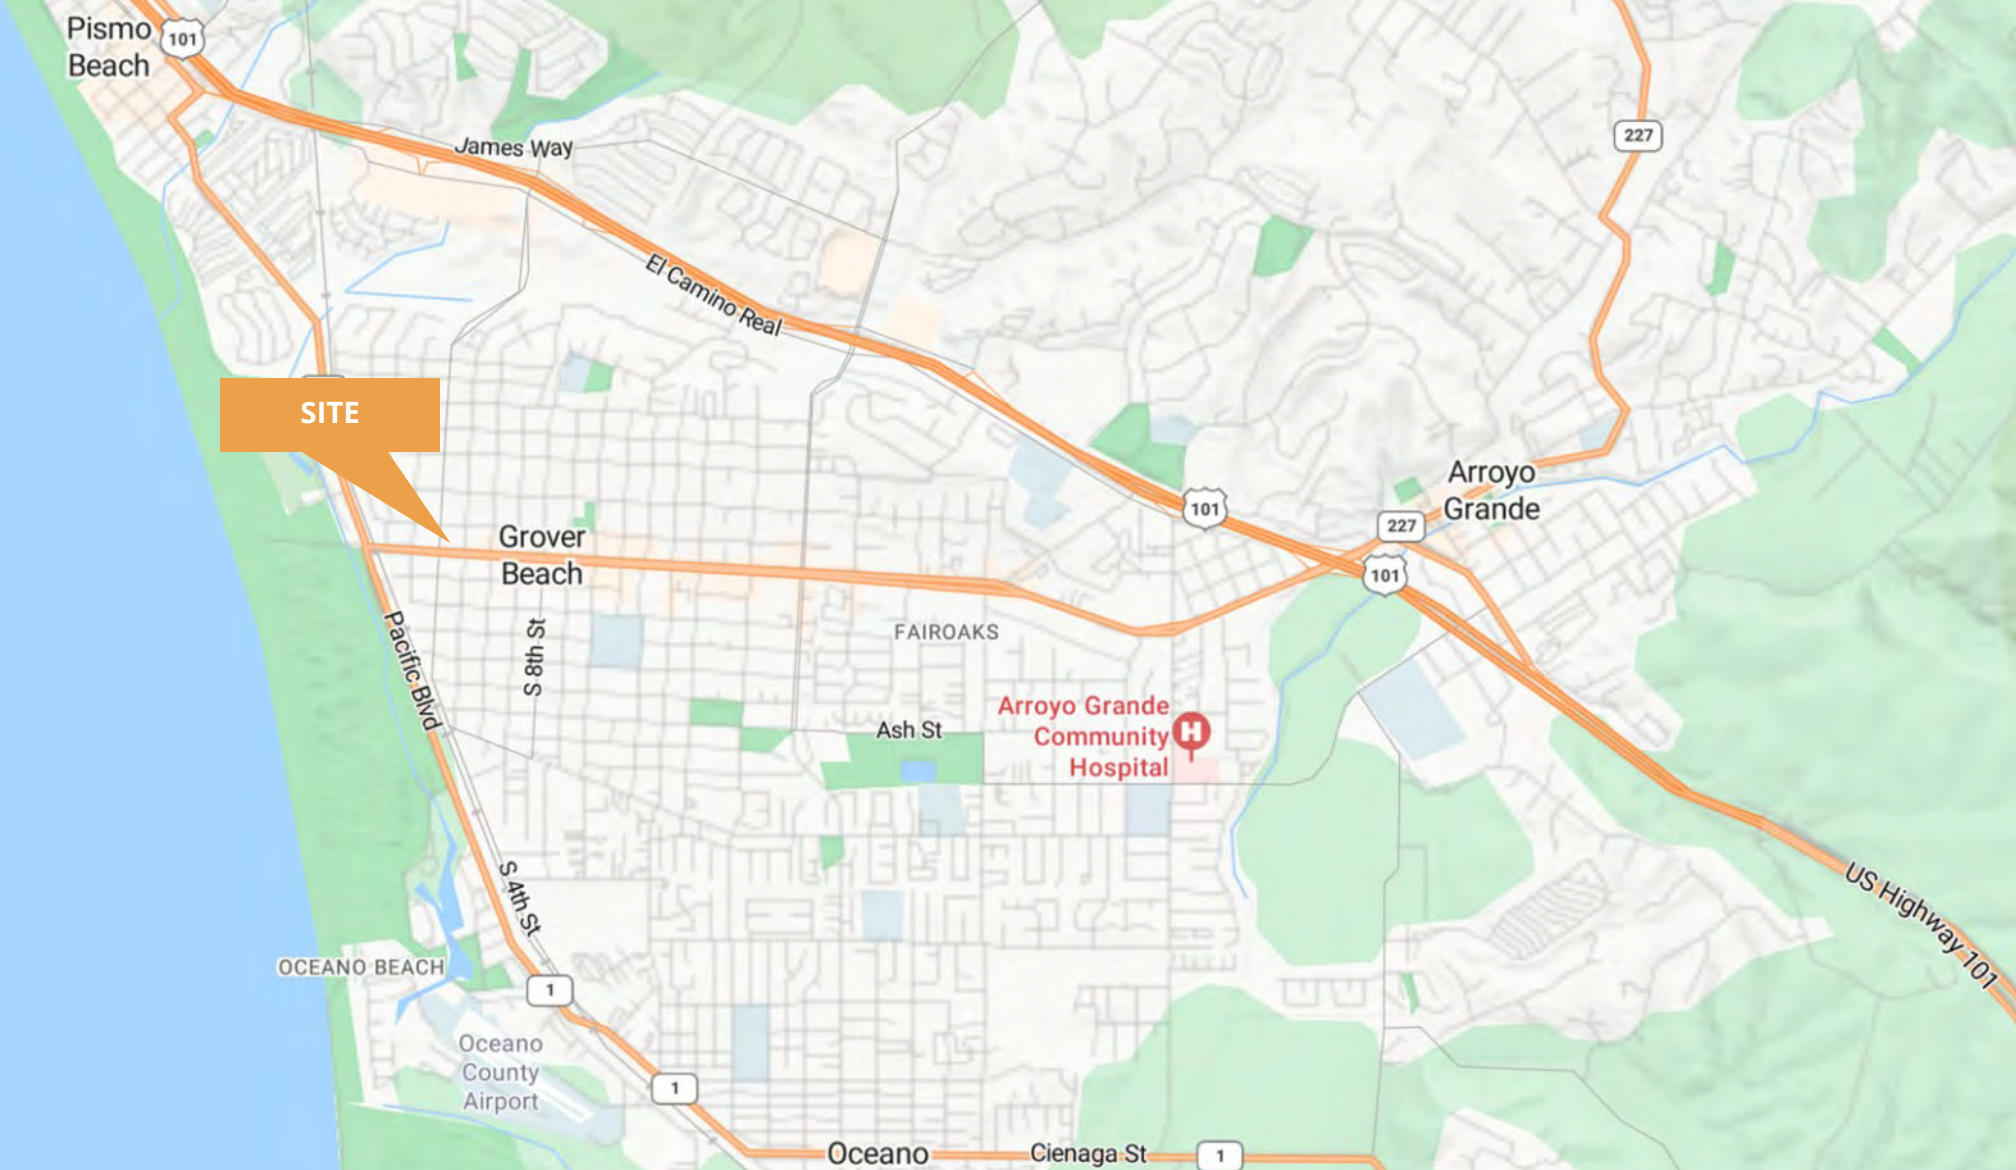 Pismo
Beach
101
James Way
227
El Camino Real
SITE
Arroyo
Grande
101
227
Grover
Beach
101
FAIROAKS
Pacific Blvd
S 8th St
Arroyo Grande
Community
Hospital
H
Ash St
S 4th St
US Highway 101
OCEANO BEACH
1
Oceano
County
Airport
1
Oceano
Cienaga St
1